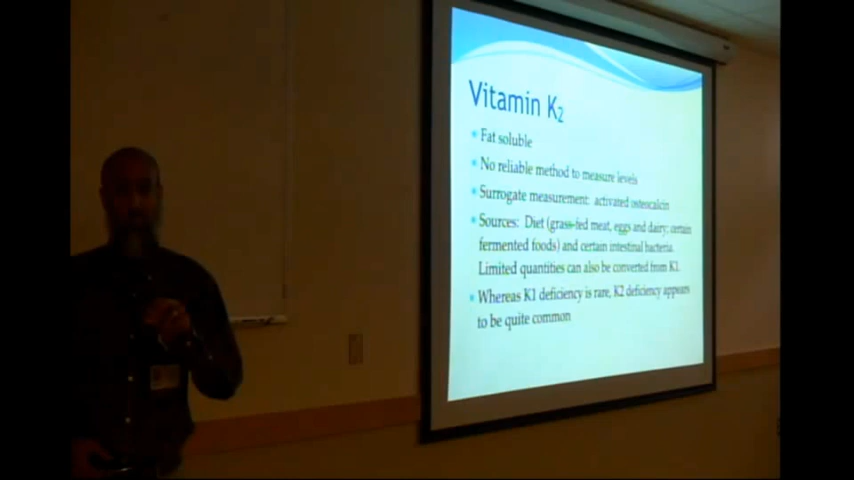 Vitamin K₂
Fat soluble
No reliable method to measure levels
Surrogate measurement: activated osteocalcin
Sources: Diet (grass-fed meat, eggs and dairy; certain
fermented foods) and certain intestinal bacteria.
Limited quantities can also be converted from K1.
Whereas K1 deficiency is rare, K2 deficiency appears
to be quite common